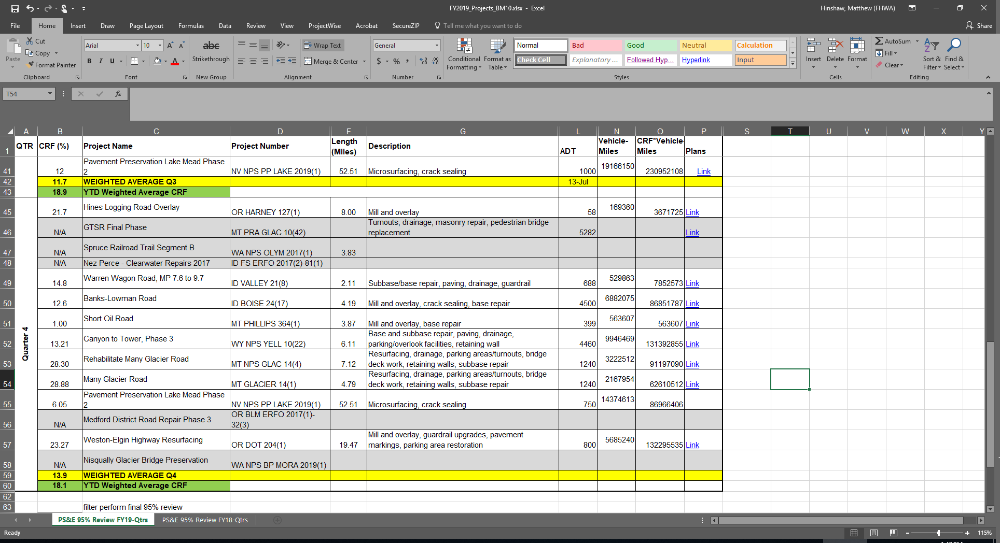 FY2019_Projects_BM10.xlsx - Excel
Hinshaw, Matthew (FHWA)
File Home Insert Draw Page Layout Formulas Data Review View ProjectWise Acrobat SecureZIP Tell me what you want to do Share
Paste
Cut
Copy
Format Painter
Clipboard
Arial 10 A A
B I U A
Font
abc
Strikethrough
New Group
Wrap Text
Merge & Center
Alignment
General
$ % ,
Number
Conditional Formatting
Format as Table
Normal Bad Good Neutral Calculation
Check Cell Explanatory ... Followed Hyp... Hyperlink Input
Styles
Insert Delete Format
Cells
AutoSum
Fill
Clear
Sort & Filter
Find & Select
Editing
T54 fx
A B C D F G L N O P S T U V W X Y
1 QTR CRF (%) Project Name Project Number Length (Miles) Description ADT Vehicle-Miles CRF*Vehicle-Miles Plans
41 12 Pavement Preservation Lake Mead Phase 2 NV NPS PP LAKE 2019(1) 52.51 Microsurfacing, crack sealing 1000 19166150 230952108 Link
42 11.7 WEIGHTED AVERAGE Q3 13-Jul
43 18.9 YTD Weighted Average CRF
Quarter 4
45 21.7 Hines Logging Road Overlay OR HARNEY 127(1) 8.00 Mill and overlay 58 169360 3671725 Link
46 N/A GTSR Final Phase MT PRA GLAC 10(42) Turnouts, drainage, masonry repair, pedestrian bridge replacement 5282 Link
47 N/A Spruce Railroad Trail Segment B WA NPS OLYM 2017(1) 3.83
48 N/A Nez Perce - Clearwater Repairs 2017 ID FS ERFO 2017(2)-81(1)
49 14.8 Warren Wagon Road, MP 7.6 to 9.7 ID VALLEY 21(8) 2.11 Subbase/base repair, paving, drainage, guardrail 688 529863 7852573 Link
50 12.6 Banks-Lowman Road ID BOISE 24(17) 4.19 Mill and overlay, crack sealing, base repair 4500 6882075 86851787 Link
51 1.00 Short Oil Road MT PHILLIPS 364(1) 3.87 Mill and overlay, base repair 399 563607 563607 Link
52 13.21 Canyon to Tower, Phase 3 WY NPS YELL 10(22) 6.11 Base and subbase repair, paving, drainage, parking/overlook facilities, retaining wall 4460 9946469 131392855 Link
53 28.30 Rehabilitate Many Glacier Road MT NPS GLAC 14(4) 7.12 Resurfacing, drainage, parking areas/turnouts, bridge deck work, retaining walls, subbase repair 1240 3222512 91197090 Link
54 28.88 Many Glacier Road MT GLACIER 14(1) 4.79 Resurfacing, drainage, parking areas/turnouts, bridge deck work, retaining walls, subbase repair 1240 2167954 62610512 Link
55 6.05 Pavement Preservation Lake Mead Phase 2 NV NPS PP LAKE 2019(1) 52.51 Microsurfacing, crack sealing 750 14374613 86966406
56 N/A Medford District Road Repair Phase 3 OR BLM ERFO 2017(1)-32(3)
57 23.27 Weston-Elgin Highway Resurfacing OR DOT 204(1) 19.47 Mill and overlay, guardrail upgrades, pavement markings, parking area restoration 800 5685240 132295535 Link
58 N/A Nisqually Glacier Bridge Preservation WA NPS BP MORA 2019(1)
59 13.9 WEIGHTED AVERAGE Q4
60 18.1 YTD Weighted Average CRF
62
63 filter perform final 95% review
PS&E 95% Review FY19-Qtrs PS&E 95% Review FY18-Qtrs
Ready 115%